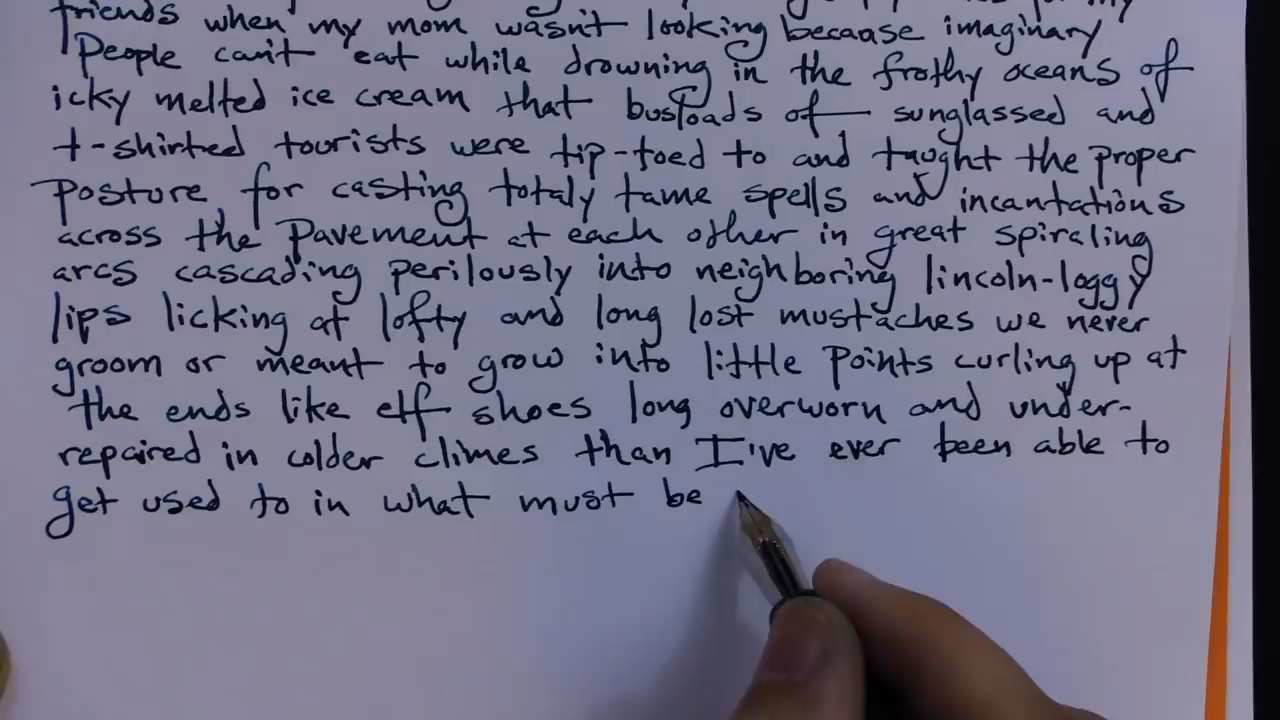 friends when my mom wasn't looking because imaginary
People can't eat while drowning in the frothy oceans of
icky melted ice cream that busloads of sunglassed and
t-shirted tourists were tip-toed to and taught the proper
posture for casting totaly tame spells and incantations
across the pavement at each other in great spiraling
arcs cascading perilously into neighboring lincoln-loggy
lips licking at lofty and long lost mustaches we never
groom or meant to grow into little points curling up at
the ends like elf shoes long overworn and under-
repaired in colder climes than I've ever been able to
get used to in what must be